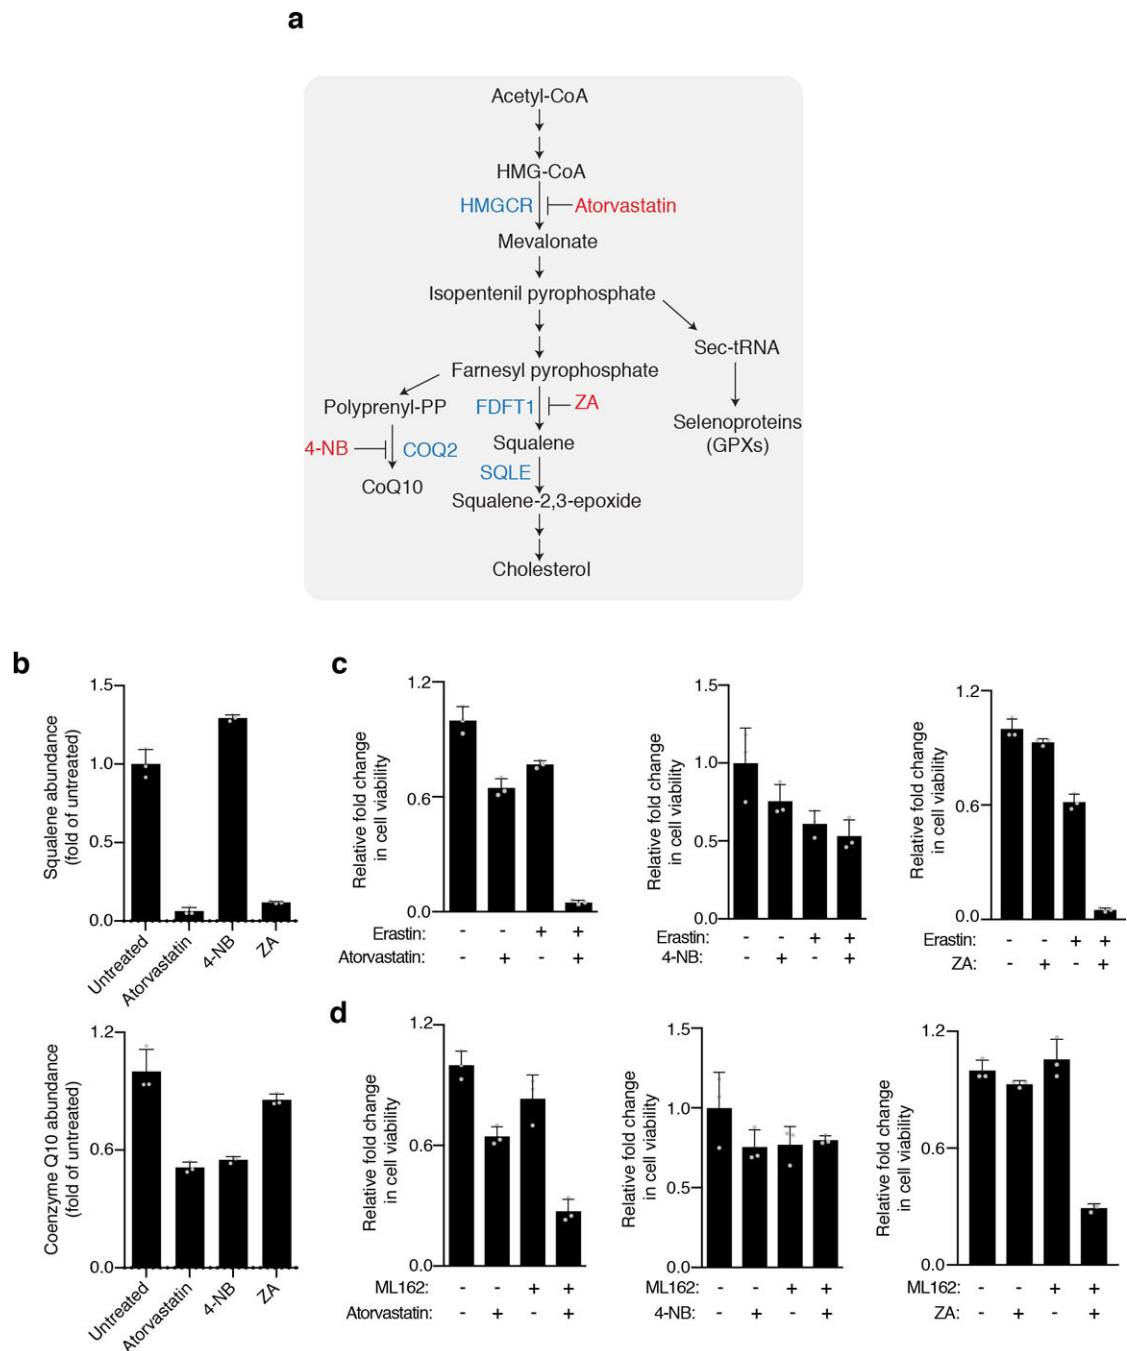 a
Acetyl-CoA
HMG-CoA
HMGCR Atorvastatin
Mevalonate
Isopentenil pyrophosphate
Sec-tRNA
Farnesyl pyrophosphate
Polyprenyl-PP FDFT1 ZA
Selenoproteins
(GPXs)
4-NB COQ2 Squalene
SQLE
CoQ10
Squalene-2,3-epoxide
Cholesterol
b
Squalene abundance
(fold of untreated)
1.5
1.0
0.5
0.0
Untreated Atorvastatin 4-NB ZA
Coenzyme Q10 abundance
(fold of untreated)
1.2
0.6
0.0
Untreated Atorvastatin 4-NB ZA
c
Relative fold change
in cell viability
1.2
0.6
0.0
Erastin: - - + +
Atorvastatin: - + - +
Relative fold change
in cell viability
1.5
1.0
0.5
0.0
Erastin: - - + +
4-NB: - + - +
Relative fold change
in cell viability
1.2
0.6
0.0
Erastin: - - + +
ZA: - + - +
d
Relative fold change
in cell viability
1.2
0.6
0.0
ML162: - - + +
Atorvastatin: - + - +
Relative fold change
in cell viability
1.5
1.0
0.5
0.0
ML162: - - + +
4-NB: - + - +
Relative fold change
in cell viability
1.2
0.6
0.0
ML162: - - + +
ZA: - + - +